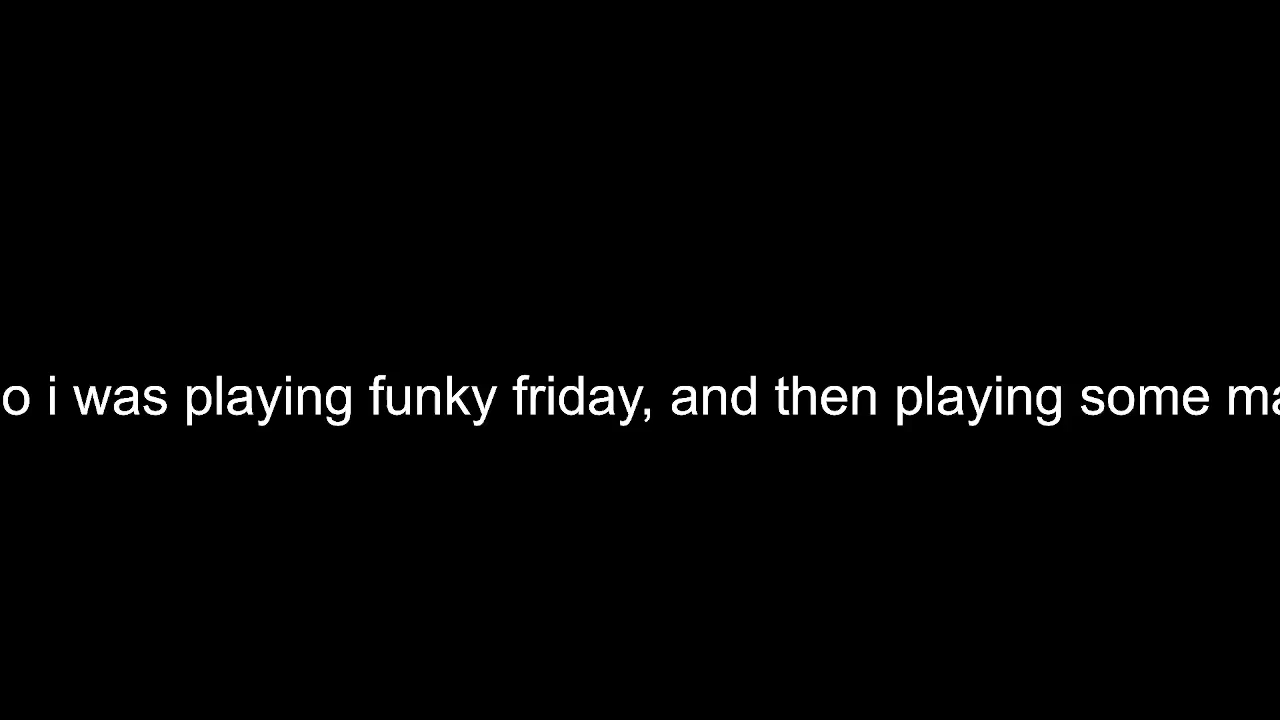 o i was playing funky friday, and then playing some ma